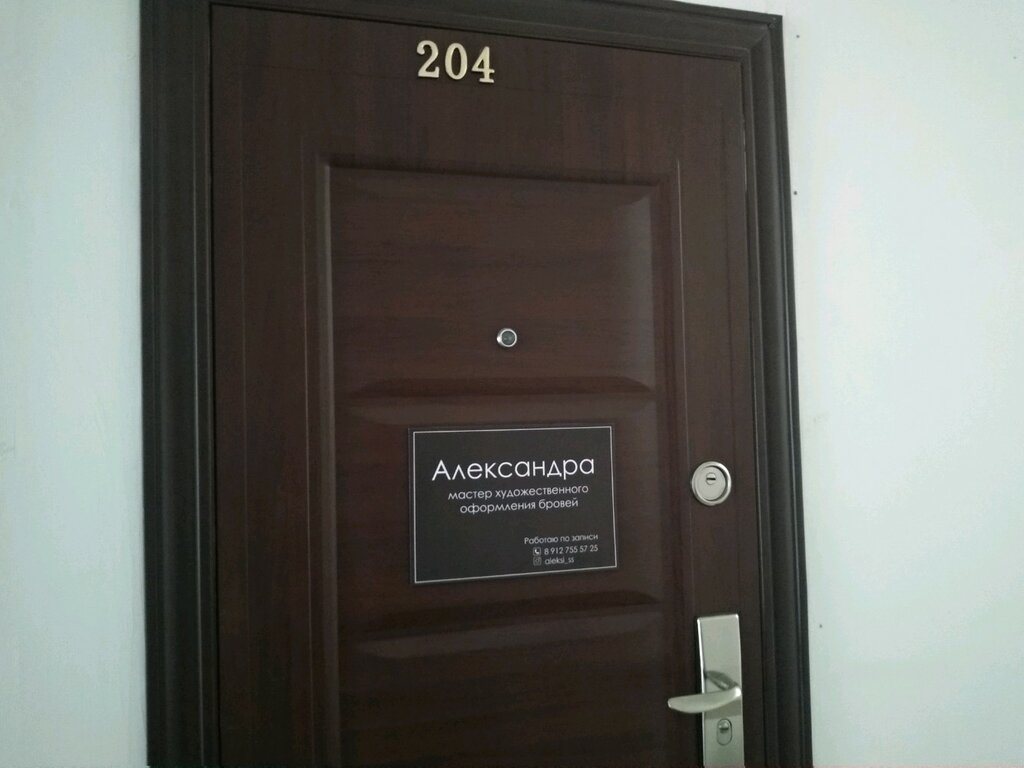 204
Александра
мастер художественного
оформления бровей
Работаю по записи
8 912 755 57 25
aleksi_ss